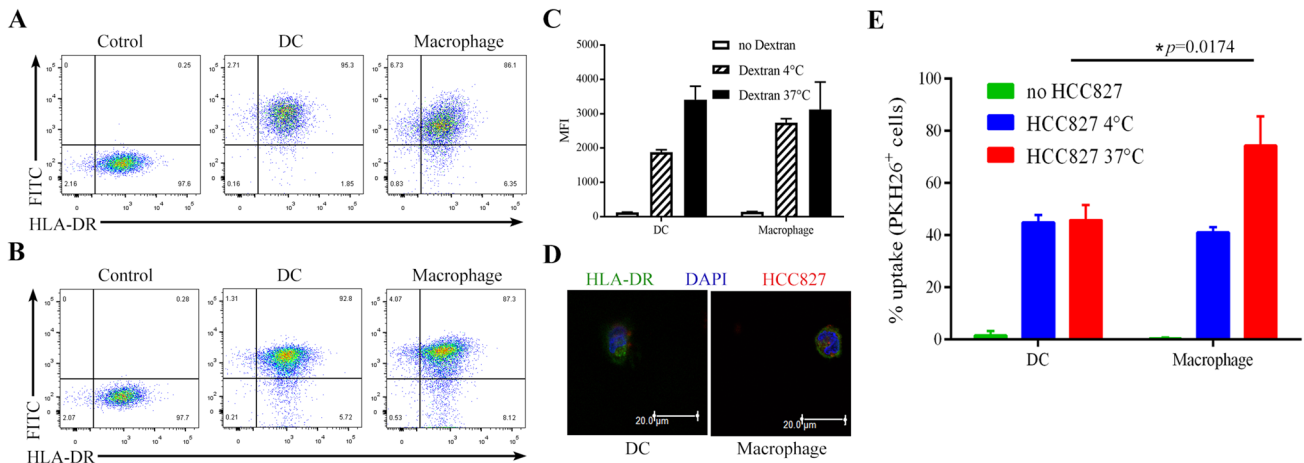 A
Cotrol
DC
Macrophage
0
0.25
2.71
95.3
6.73
86.1
2.16
97.6
0.16
1.85
0.83
6.35
FITC
HLA-DR
B
Control
DC
Macrophage
0
0.28
1.31
92.8
4.07
87.3
2.07
97.7
0.21
5.72
0.53
8.12
FITC
HLA-DR
C
no Dextran
Dextran 4°C
Dextran 37°C
MFI
5000
4000
3000
2000
1000
0
DC
Macrophage
D
HLA-DR
DAPI
HCC827
20.0 µm
20.0 µm
DC
Macrophage
E
*p=0.0174
no HCC827
HCC827 4°C
HCC827 37°C
% uptake (PKH26⁺ cells)
100
80
60
40
20
0
DC
Macrophage